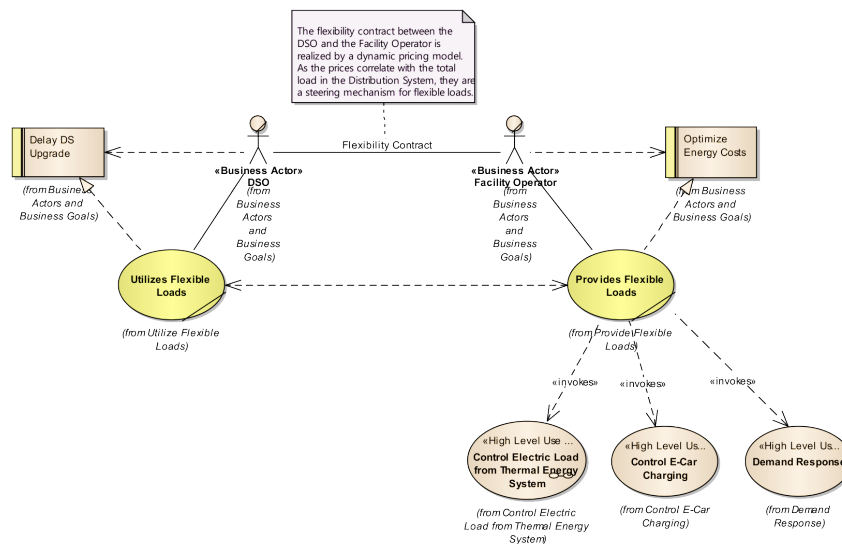 The flexibility contract between the
DSO and the Facility Operator is
realized by a dynamic pricing model.
As the prices correlate with the total
load in the Distribution System, they are
a steering mechanism for flexible loads.
Delay DS
Upgrade
(from Business
Actors and
Business Goals)
Flexibility Contract
«Business Actor»
DSO
(from
Business
Actors
and
Business
Goals)
«Business Actor»
Facility Operator
(from
Business
Actors
and
Business
Goals)
Optimize
Energy Costs
(from Business
Actors and
Business Goals)
Utilizes Flexible
Loads
(from Utilize Flexible
Loads)
Provides Flexible
Loads
(from Provide Flexible
Loads)
«invokes»
«invokes»
«invokes»
«High Level Use ...
Control Electric Load
from Thermal Energy
System
(from Control Electric
Load from Thermal Energy
System)
«High Level Us...
Control E-Car
Charging
(from Control E-Car
Charging)
«High Level Us...
Demand Response
(from Demand
Response)